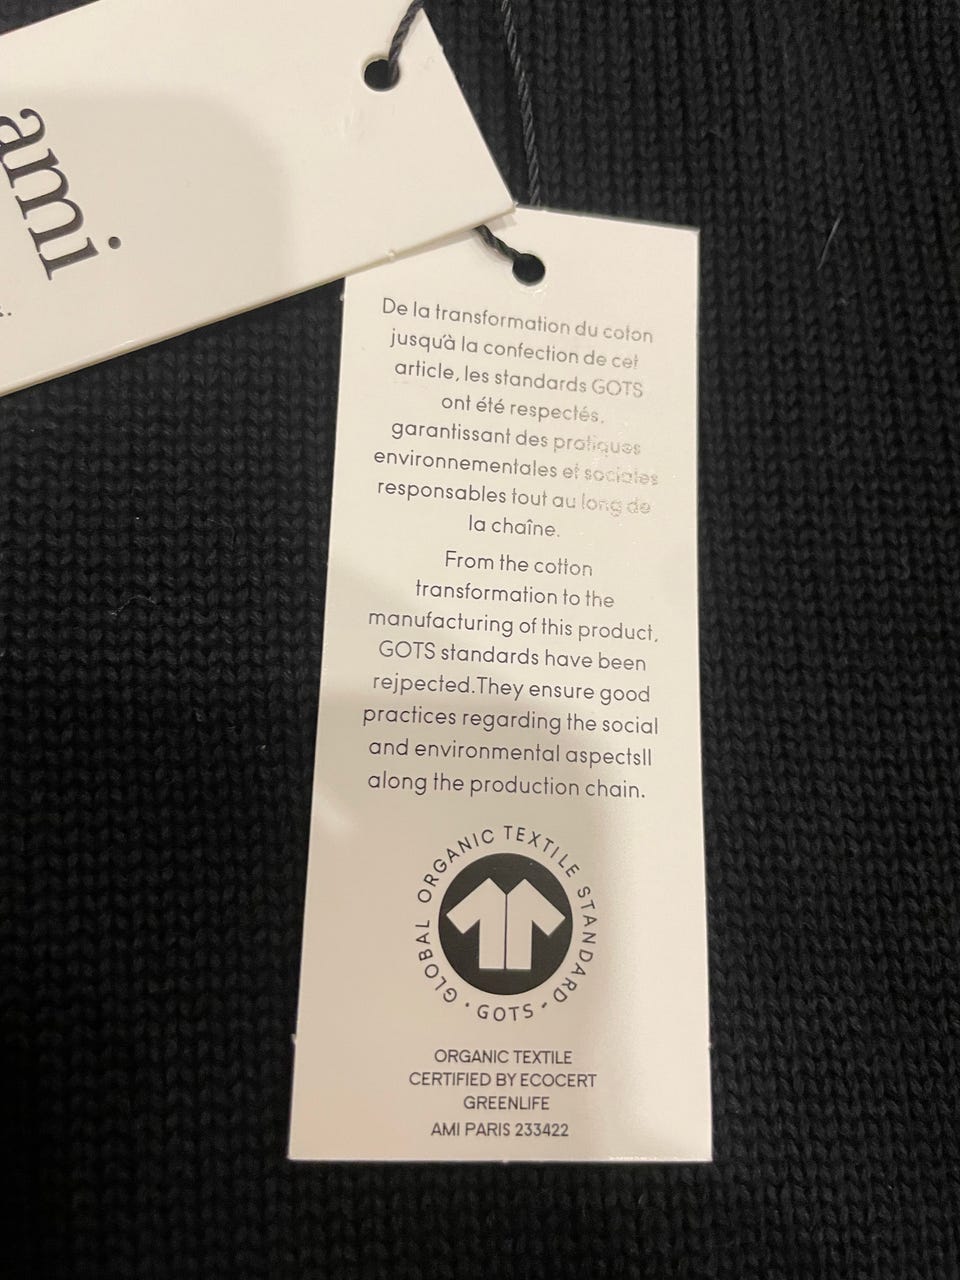 ami
De la transformation du coton
jusqu'à la confection de cet
article, les standards GOTS
ont été respectés,
garantissant des pratiques
environnementales et sociales
responsables tout au long de
la chaîne.
From the cotton
transformation to the
manufacturing of this product,
GOTS standards have been
rejpected.They ensure good
practices regarding the social
and environmental aspectsll
along the production chain.
GLOBAL ORGANIC TEXTILE STANDARD
· GOTS ·
ORGANIC TEXTILE
CERTIFIED BY ECOCERT
GREENLIFE
AMI PARIS 233422